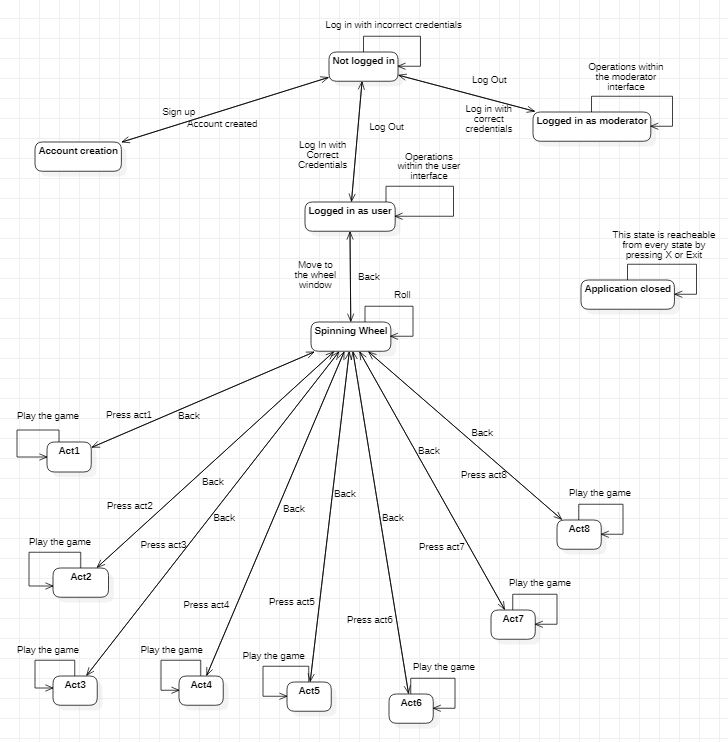 Log in with incorrect credentials
Not logged in
Log Out
Operations within
the moderator
interface
Sign up
Account created
Log in with
correct
credentials
Logged in as moderator
Log Out
Account creation
Log In with
Correct
Credentials
Operations
within the user
interface
Logged in as user
This state is reacheable
from every state by
pressing X or Exit
Move to
the wheel
window
Back
Application closed
Roll
Spinning Wheel
Play the game
Press act1
Back
Act1
Back
Press act8
Back
Press act7
Back
Press act2
Back
Press act3
Back
Press act4
Back
Press act5
Back
Press act6
Play the game
Act8
Play the game
Act2
Play the game
Act7
Play the game
Act3
Play the game
Act4
Play the game
Act5
Play the game
Act6